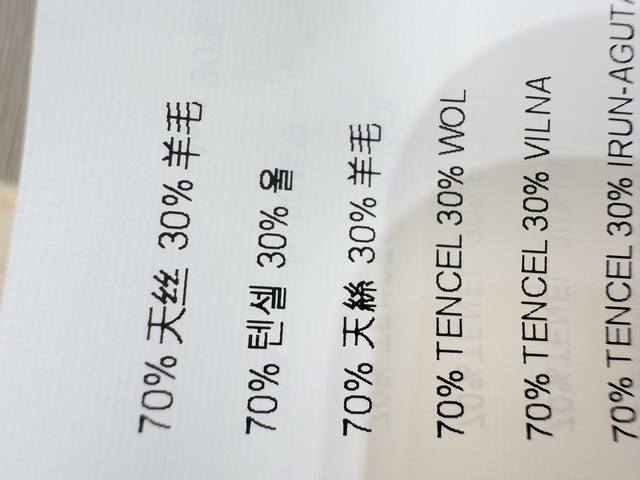 70% 天丝 30% 羊毛
70% 텐셀 30% 울
70% 天絲 30% 羊毛
70% TENCEL 30% WOL
70% TENCEL 30% VILNA
70% TENCEL 30% IRUN-AGUTA